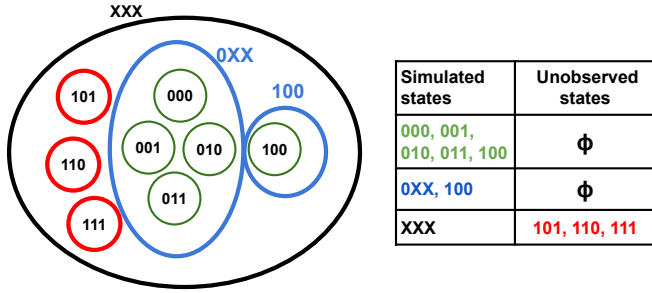 XXX
0XX
100
101
000
001
010
100
110
011
111
Simulated states
Unobserved states
000, 001,
010, 011, 100
ϕ
0XX, 100
ϕ
XXX
101, 110, 111